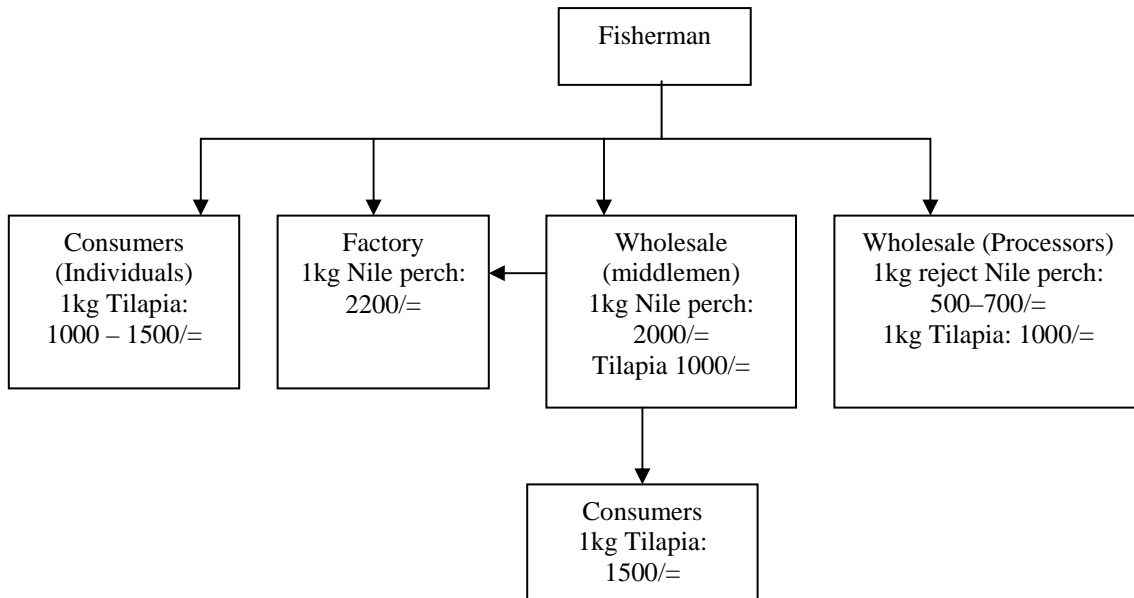 Fisherman
Consumers
(Individuals)
1kg Tilapia:
1000 – 1500/=
Factory
1kg Nile perch:
2200/=
Wholesale
(middlemen)
1kg Nile perch:
2000/=
Tilapia 1000/=
Wholesale (Processors)
1kg reject Nile perch:
500–700/=
1kg Tilapia: 1000/=
Consumers
1kg Tilapia:
1500/=